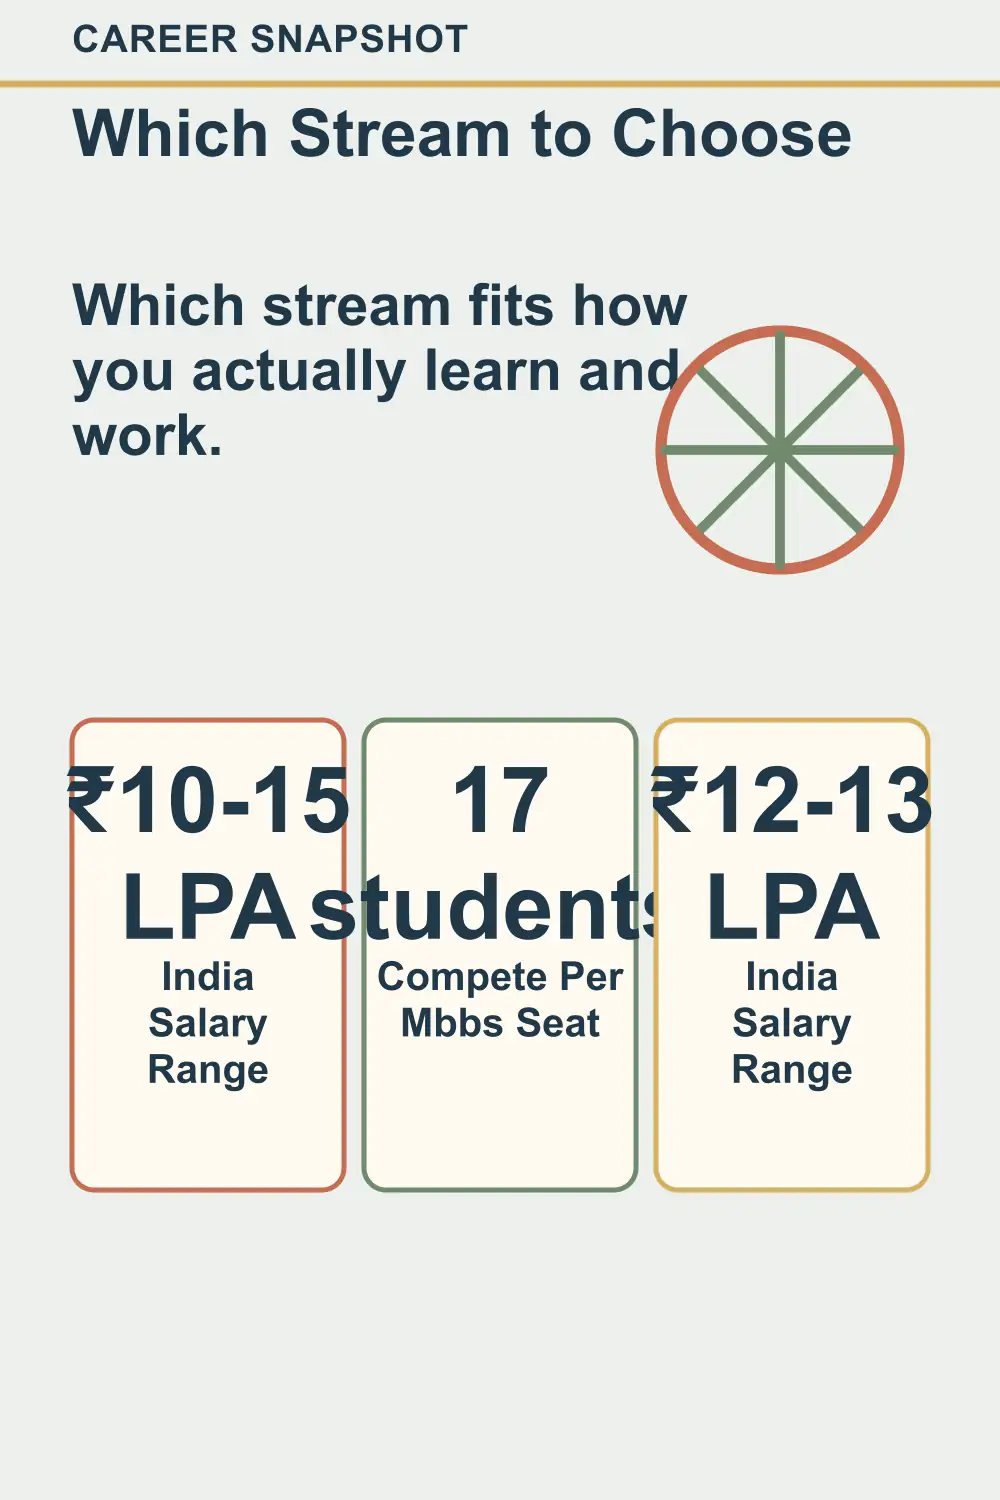 CAREER SNAPSHOT
Which Stream to Choose
Which stream fits how
you actually learn and
work.
₹10-15
LPA
India
Salary
Range
17
students
Compete Per
Mbbs Seat
₹12-13
LPA
India
Salary
Range